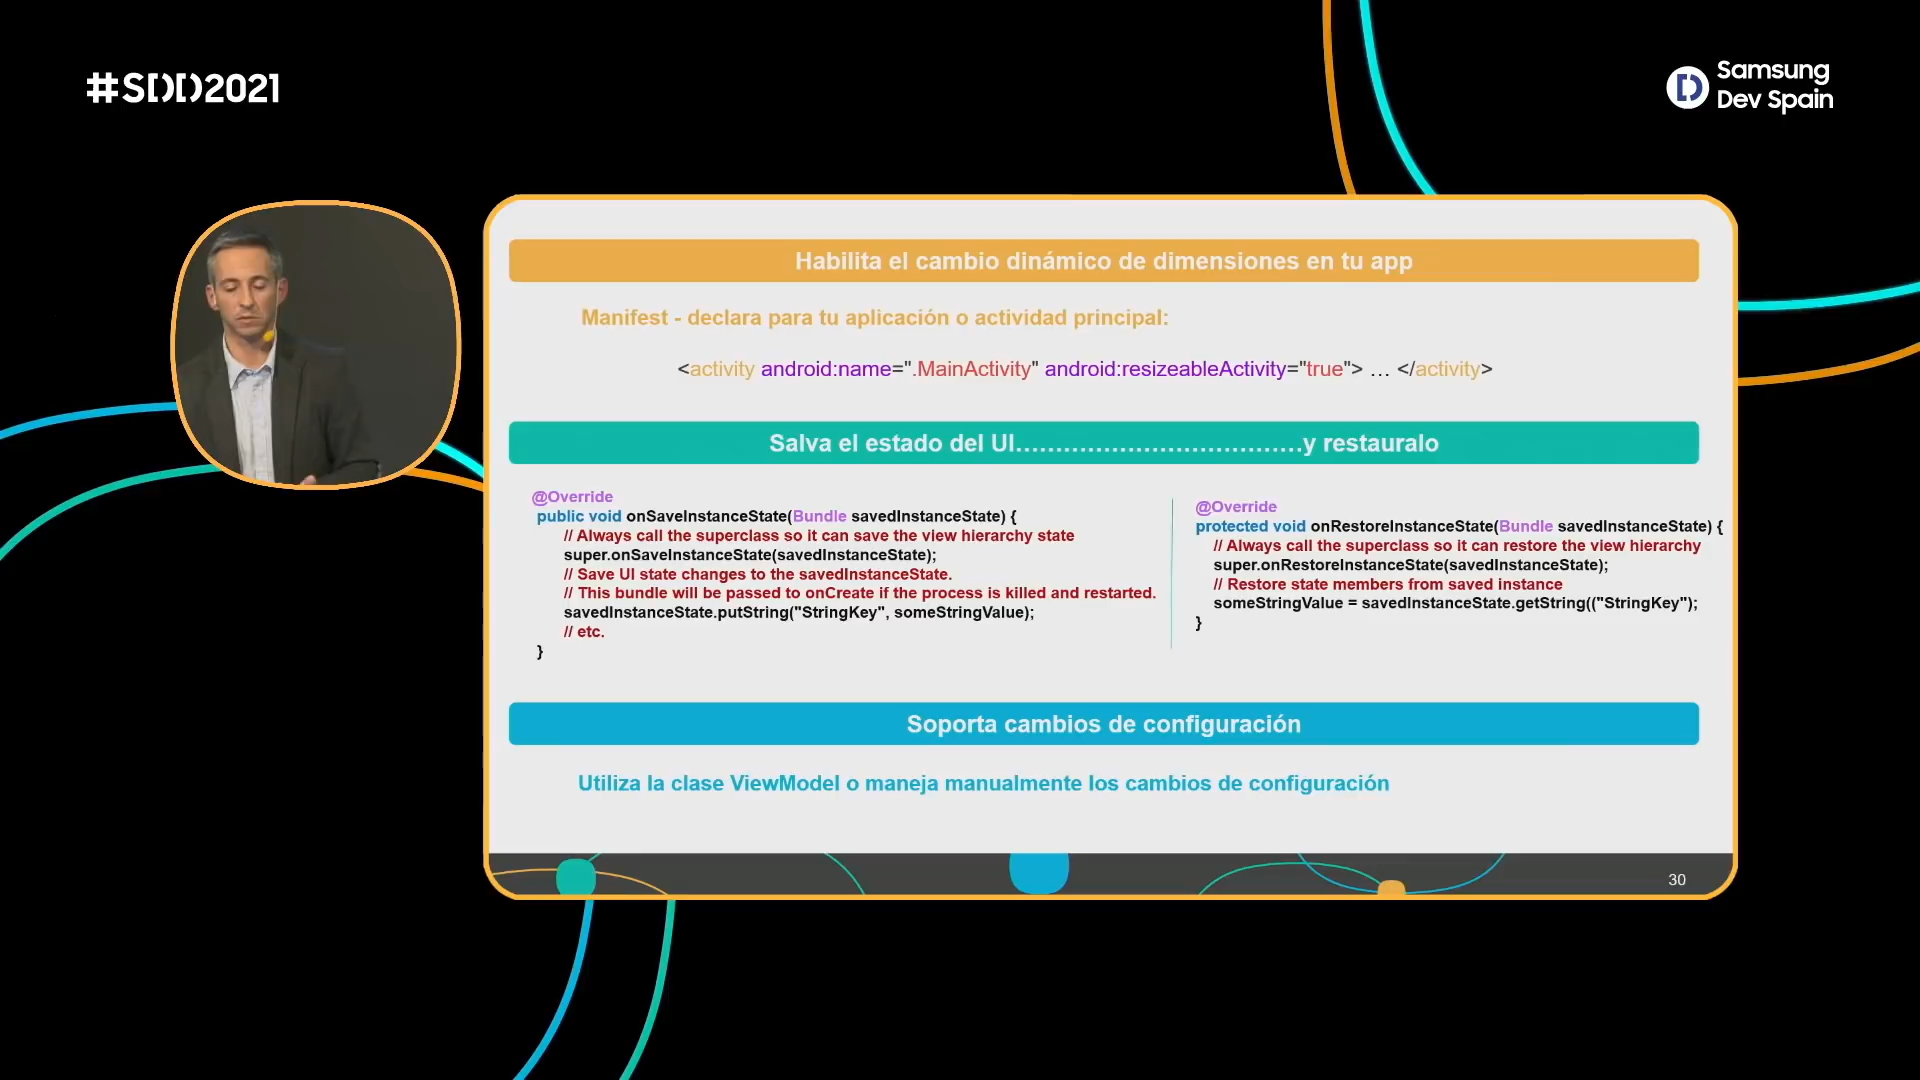 #SDD2021
Samsung
Dev Spain
Habilita el cambio dinámico de dimensiones en tu app
Manifest - declara para tu aplicación o actividad principal:
<activity android:name=".MainActivity" android:resizeableActivity="true"> … </activity>
Salva el estado del UI.....................................y restauralo
@Override
public void onSaveInstanceState(Bundle savedInstanceState) {
// Always call the superclass so it can save the view hierarchy state
super.onSaveInstanceState(savedInstanceState);
// Save UI state changes to the savedInstanceState.
// This bundle will be passed to onCreate if the process is killed and restarted.
savedInstanceState.putString("StringKey", someStringValue);
// etc.
}
@Override
protected void onRestoreInstanceState(Bundle savedInstanceState) {
// Always call the superclass so it can restore the view hierarchy
super.onRestoreInstanceState(savedInstanceState);
// Restore state members from saved instance
someStringValue = savedInstanceState.getString(("StringKey");
}
Soporta cambios de configuración
Utiliza la clase ViewModel o maneja manualmente los cambios de configuración
30